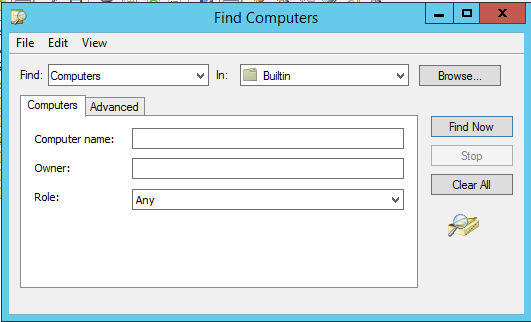 Find Computers
File Edit View
Find: Computers In: Builtin Browse...
Computers Advanced
Find Now
Computer name:
Stop
Owner:
Clear All
Role: Any